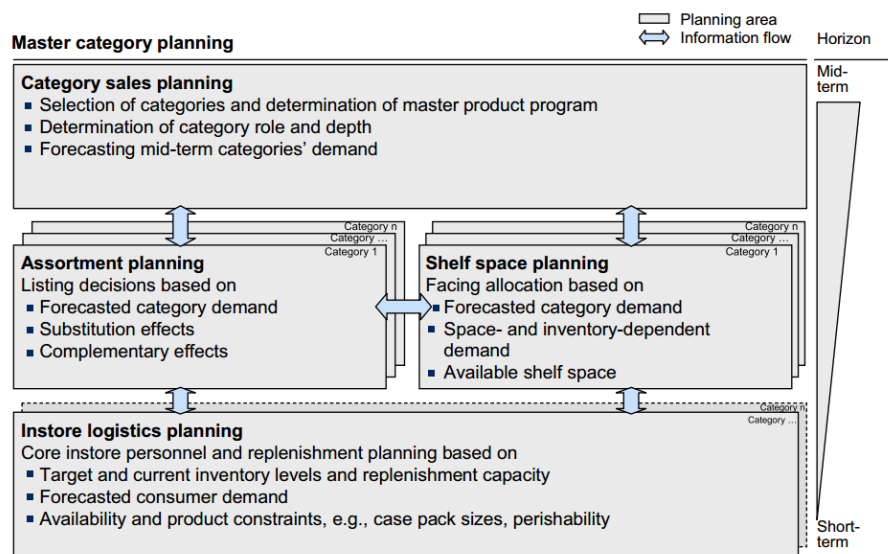 Planning area
Master category planning
Information flow
Horizon
Mid-
term
Category sales planning
Selection of categories and determination of master product program
Determination of category role and depth
Forecasting mid-term categories' demand
Category n
Category ...
Category 1
Assortment planning
Listing decisions based on
Forecasted category demand
Substitution effects
Complementary effects
Category n
Category ...
Category 1
Shelf space planning
Facing allocation based on
Forecasted category demand
Space- and inventory-dependent
demand
Available shelf space
Category n
Category ...
Instore logistics planning
Core instore personnel and replenishment planning based on
Target and current inventory levels and replenishment capacity
Forecasted consumer demand
Availability and product constraints, e.g., case pack sizes, perishability
Short-
term